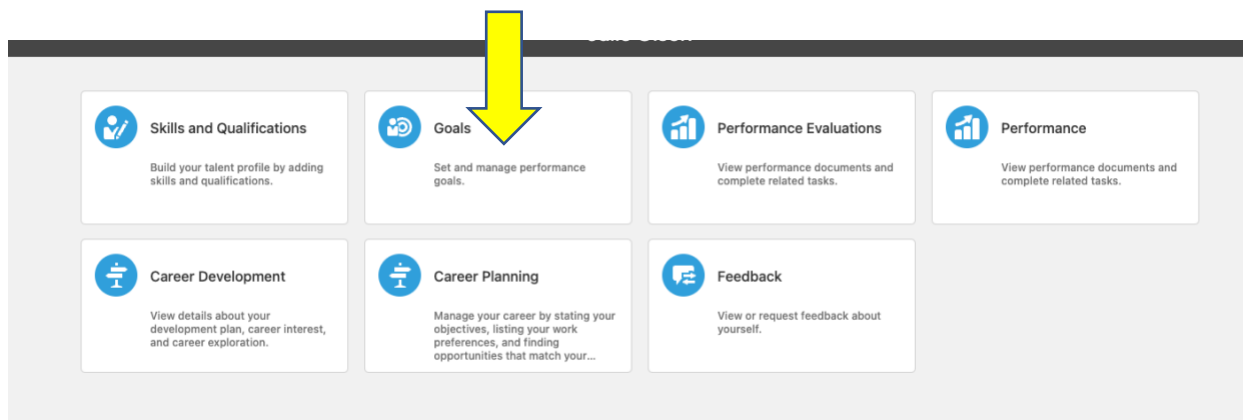 Skills and Qualifications
Build your talent profile by adding
skills and qualifications.
Goals
Set and manage performance
goals.
Performance Evaluations
View performance documents and
complete related tasks.
Performance
View performance documents and
complete related tasks.
Career Development
View details about your
development plan, career interest,
and career exploration.
Career Planning
Manage your career by stating your
objectives, listing your work
preferences, and finding
opportunities that match your...
Feedback
View or request feedback about
yourself.